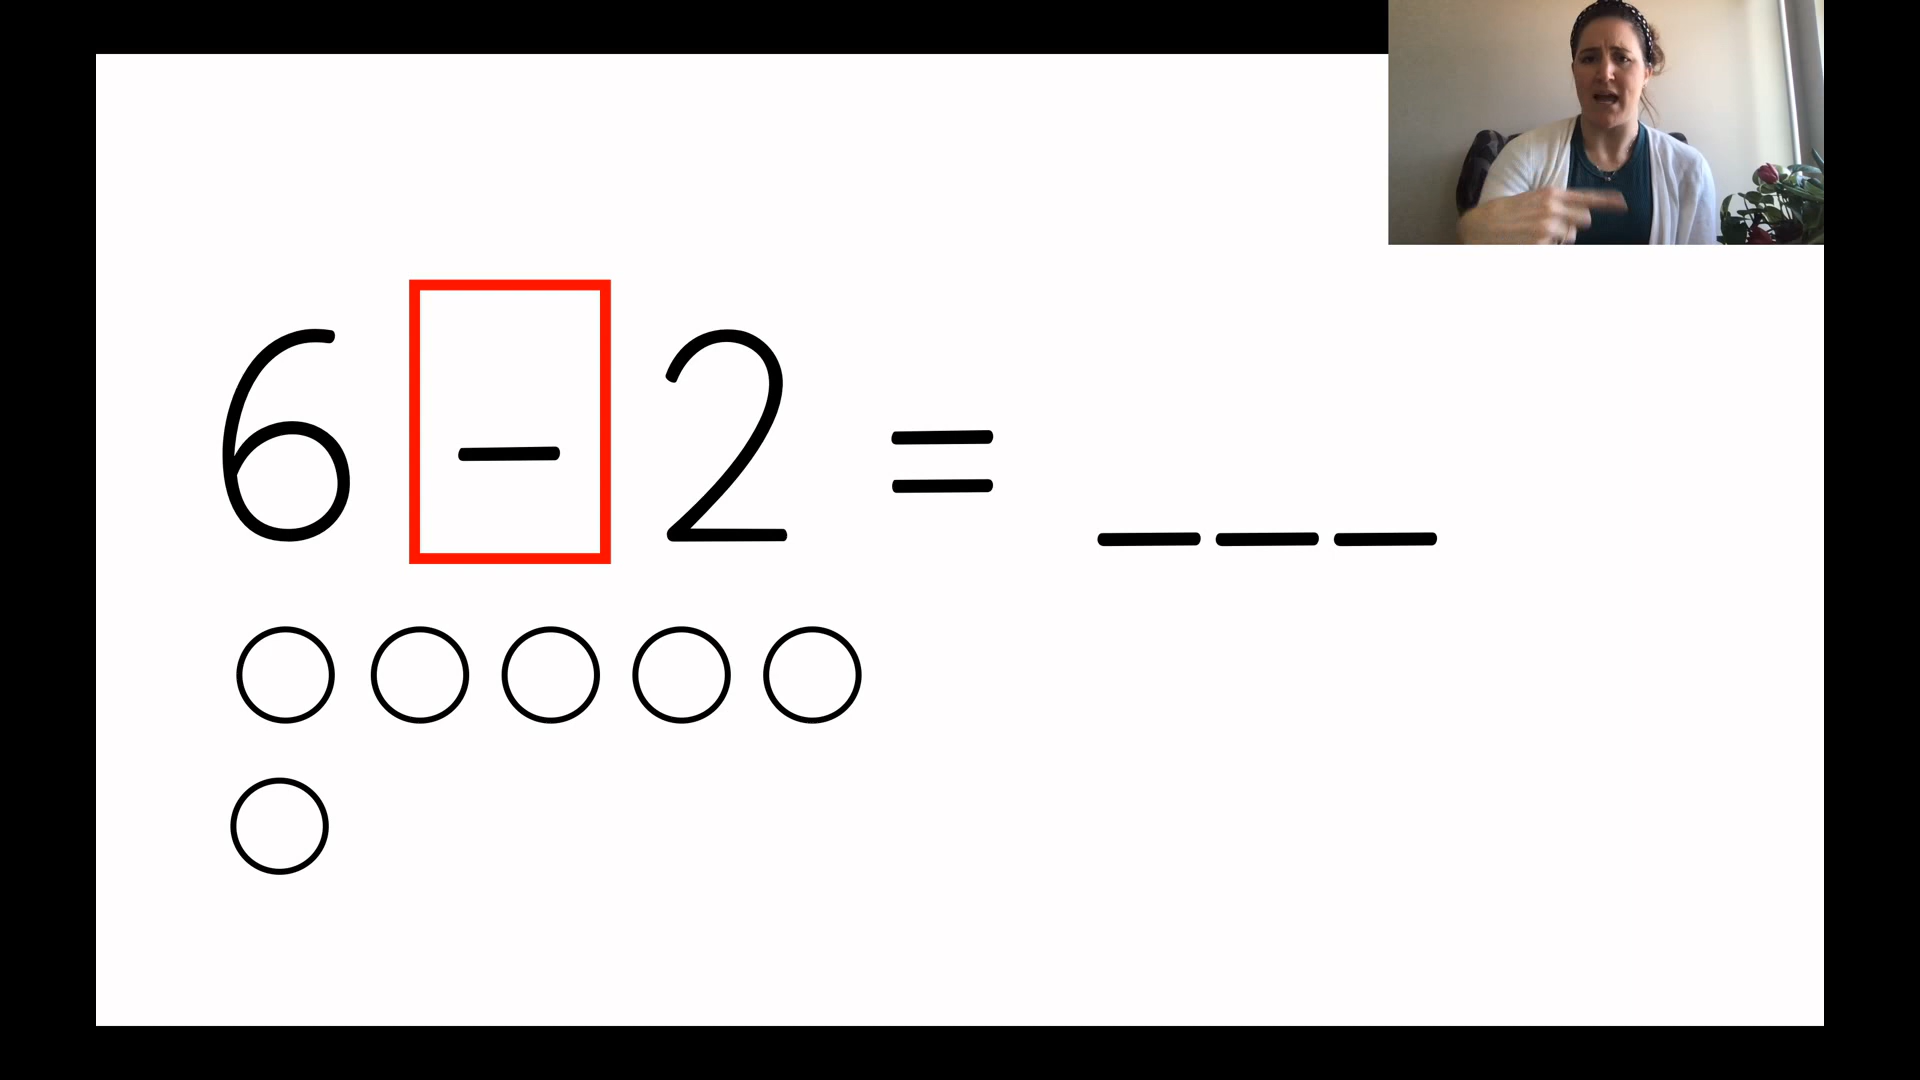 6 - 2 = ___